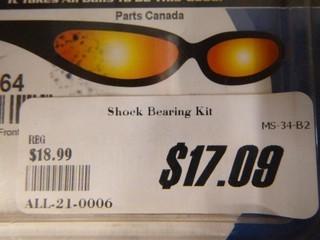 Parts Canada
64
Front
Shock Bearing Kit
MS-34-B2
REG
$18.99
$17.09
ALL-21-0006